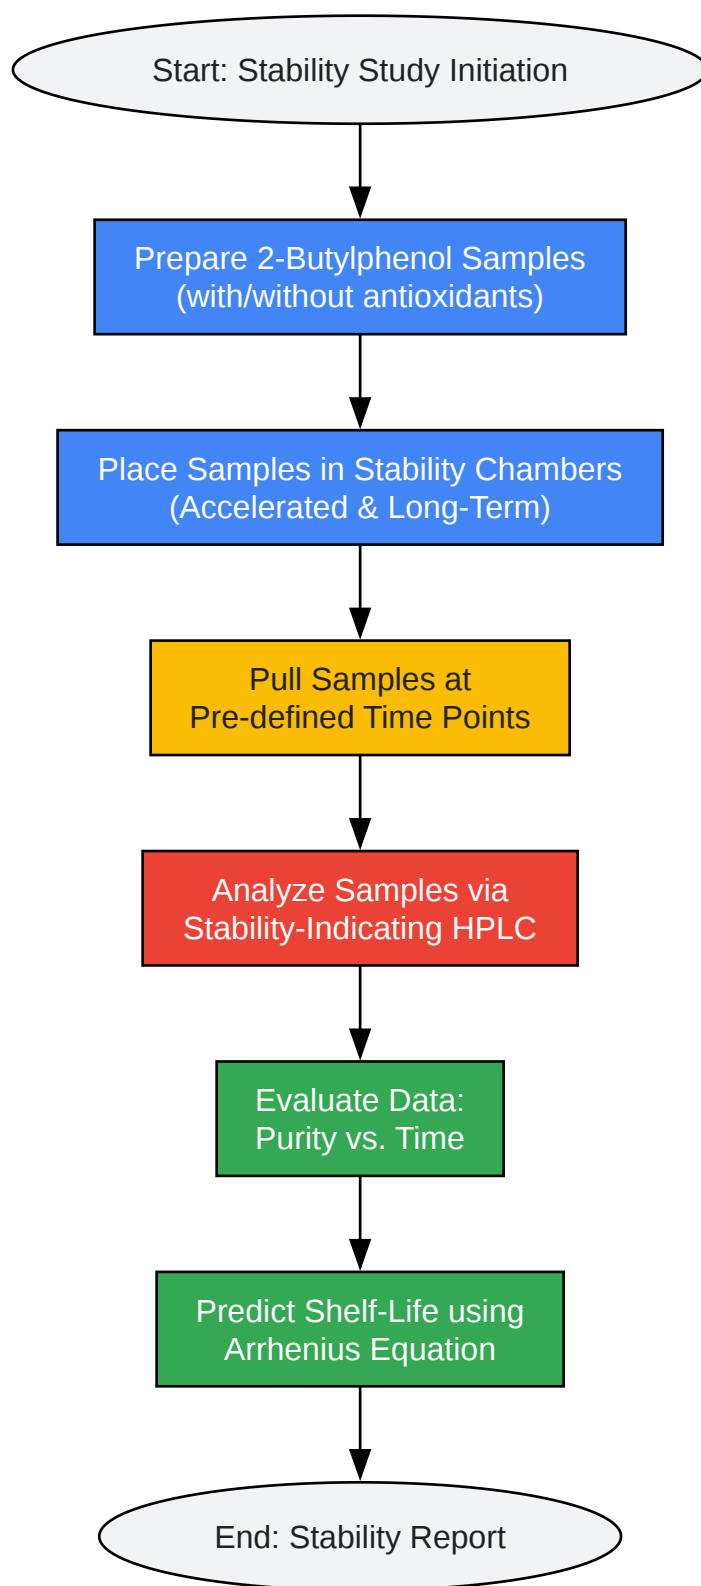 Start: Stability Study Initiation
Prepare 2-Butylphenol Samples
(with/without antioxidants)
Place Samples in Stability Chambers
(Accelerated & Long-Term)
Pull Samples at
Pre-defined Time Points
Analyze Samples via
Stability-Indicating HPLC
Evaluate Data:
Purity vs. Time
Predict Shelf-Life using
Arrhenius Equation
End: Stability Report